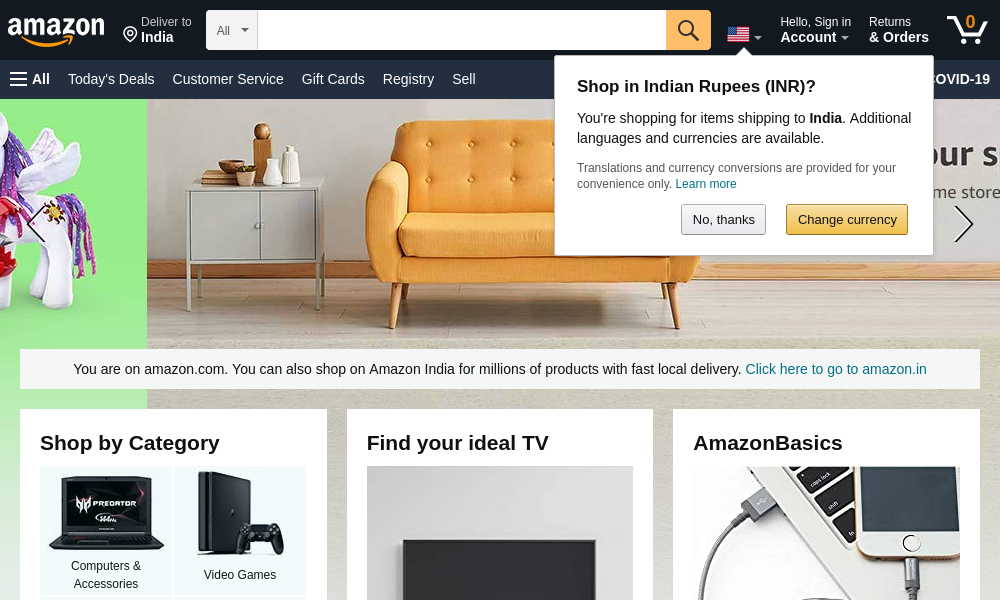 amazon
Deliver to
India
All
Hello, Sign in
Account
Returns
& Orders
0
All
Today's Deals
Customer Service
Gift Cards
Registry
Sell
COVID-19
Shop in Indian Rupees (INR)?
You're shopping for items shipping to India. Additional
languages and currencies are available.
Translations and currency conversions are provided for your
convenience only. Learn more
No, thanks
Change currency
You are on amazon.com. You can also shop on Amazon India for millions of products with fast local delivery. Click here to go to amazon.in
Shop by Category
Find your ideal TV
AmazonBasics
PREDATOR
caps lock
shift
Computers &
Accessories
Video Games